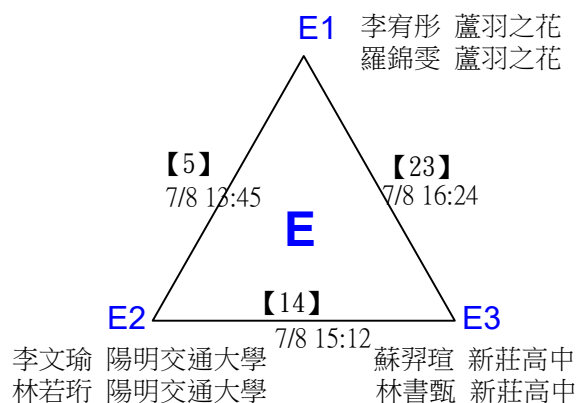 E1
李宥彤 蘆羽之花
羅錦雯 蘆羽之花
【5】
7/8 13:45
【23】
7/8 16:24
E
【14】
7/8 15:12
E2
李文瑜 陽明交通大學
林若珩 陽明交通大學
E3
蘇羿瑄 新莊高中
林書甄 新莊高中